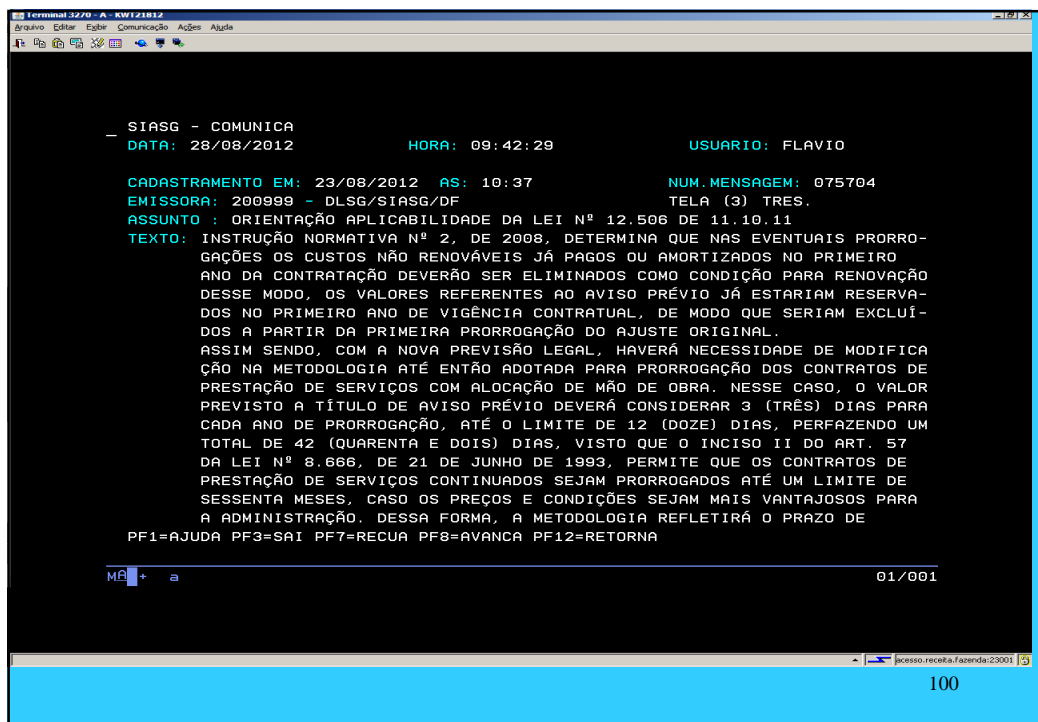 Terminal 3270 - A - KWT21812
Arquivo Editar Exibir Comunicação Ações Ajuda
_ SIASG - COMUNICA
DATA: 28/08/2012 HORA: 09:42:29 USUARIO: FLAVIO
CADASTRAMENTO EM: 23/08/2012 AS: 10:37 NUM.MENSAGEM: 075704
EMISSORA: 200999 - DLSG/SIASG/DF TELA (3) TRES.
ASSUNTO : ORIENTAÇÃO APLICABILIDADE DA LEI Nº 12.506 DE 11.10.11
TEXTO: INSTRUÇÃO NORMATIVA Nº 2, DE 2008, DETERMINA QUE NAS EVENTUAIS PRORRO-
GAÇÕES OS CUSTOS NÃO RENOVÁVEIS JÁ PAGOS OU AMORTIZADOS NO PRIMEIRO
ANO DA CONTRATAÇÃO DEVERÃO SER ELIMINADOS COMO CONDIÇÃO PARA RENOVAÇÃO
DESSE MODO, OS VALORES REFERENTES AO AVISO PRÉVIO JÁ ESTARIAM RESERVA-
DOS NO PRIMEIRO ANO DE VIGÊNCIA CONTRATUAL, DE MODO QUE SERIAM EXCLUÍ-
DOS A PARTIR DA PRIMEIRA PRORROGAÇÃO DO AJUSTE ORIGINAL.
ASSIM SENDO, COM A NOVA PREVISÃO LEGAL, HAVERÁ NECESSIDADE DE MODIFICA
ÇÃO NA METODOLOGIA ATÉ ENTÃO ADOTADA PARA PRORROGAÇÃO DOS CONTRATOS DE
PRESTAÇÃO DE SERVIÇOS COM ALOCAÇÃO DE MÃO DE OBRA. NESSE CASO, O VALOR
PREVISTO A TÍTULO DE AVISO PRÉVIO DEVERÁ CONSIDERAR 3 (TRÊS) DIAS PARA
CADA ANO DE PRORROGAÇÃO, ATÉ O LIMITE DE 12 (DOZE) DIAS, PERFAZENDO UM
TOTAL DE 42 (QUARENTA E DOIS) DIAS, VISTO QUE O INCISO II DO ART. 57
DA LEI Nº 8.666, DE 21 DE JUNHO DE 1993, PERMITE QUE OS CONTRATOS DE
PRESTAÇÃO DE SERVIÇOS CONTINUADOS SEJAM PRORROGADOS ATÉ UM LIMITE DE
SESSENTA MESES, CASO OS PREÇOS E CONDIÇÕES SEJAM MAIS VANTAJOSOS PARA
A ADMINISTRAÇÃO. DESSA FORMA, A METODOLOGIA REFLETIRÁ O PRAZO DE
PF1=AJUDA PF3=SAI PF7=RECUA PF8=AVANCA PF12=RETORNA
MA + a 01/001
acesso.receita.fazenda:23001
100